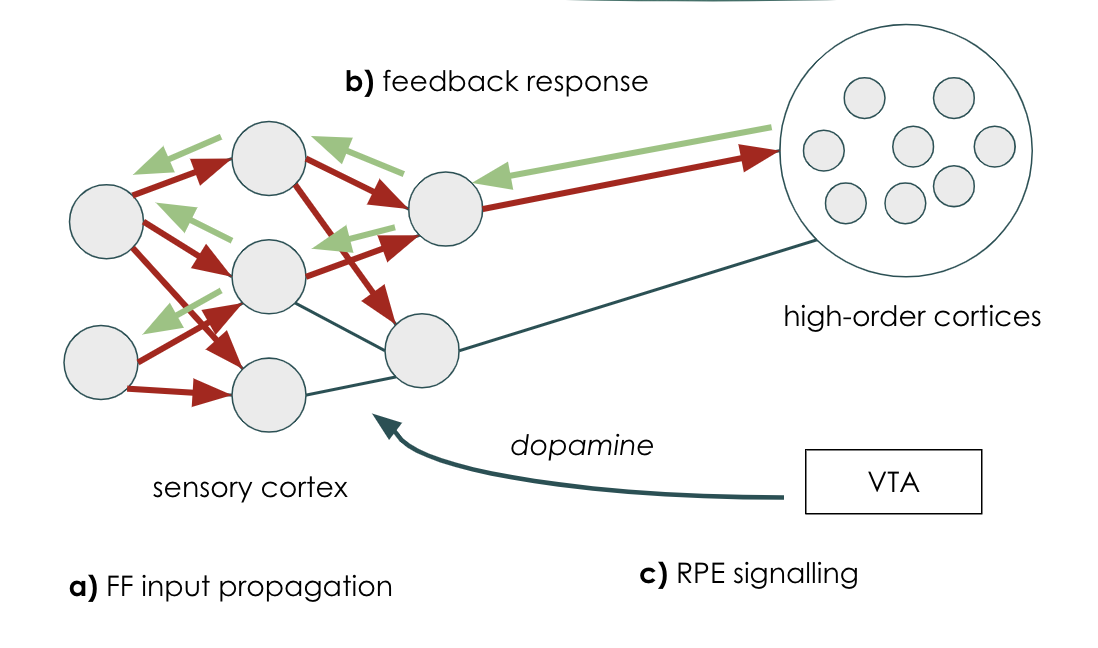 b) feedback response
high-order cortices
dopamine
VTA
sensory cortex
a) FF input propagation
c) RPE signalling